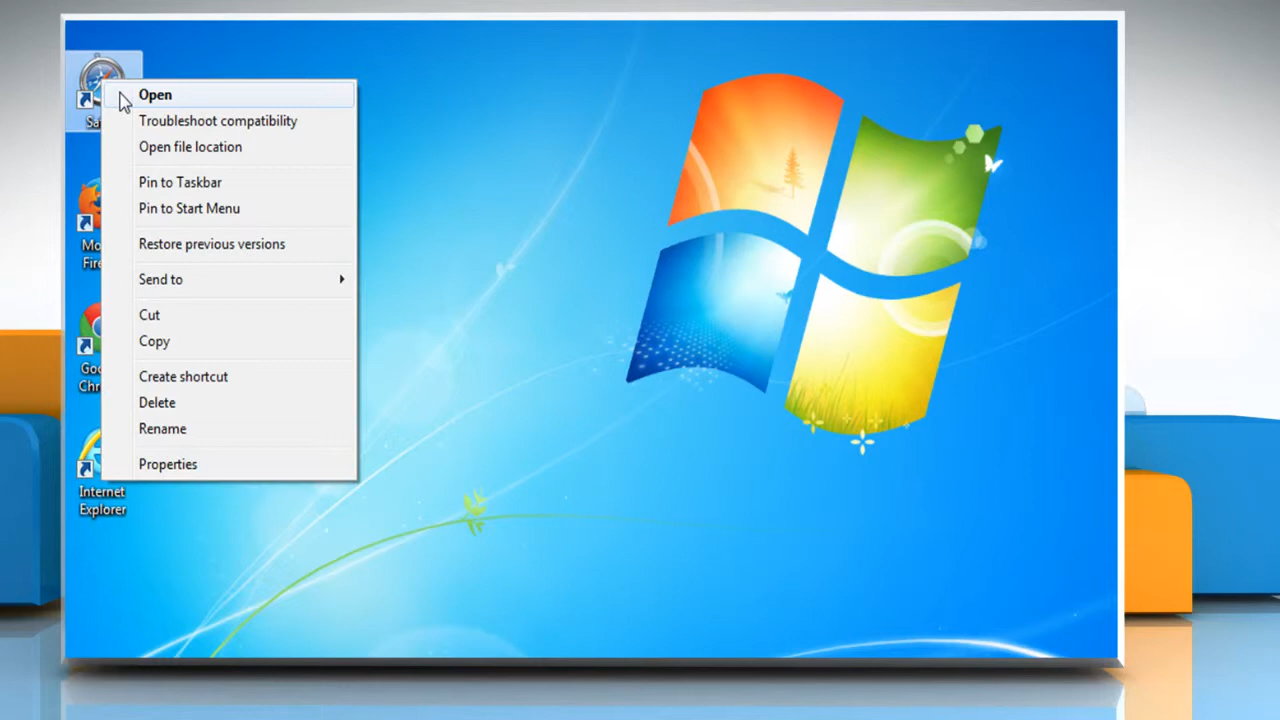 Open
Troubleshoot compatibility
Open file location
Pin to Taskbar
Pin to Start Menu
Restore previous versions
Send to
Cut
Copy
Create shortcut
Delete
Rename
Properties
Internet
Explorer